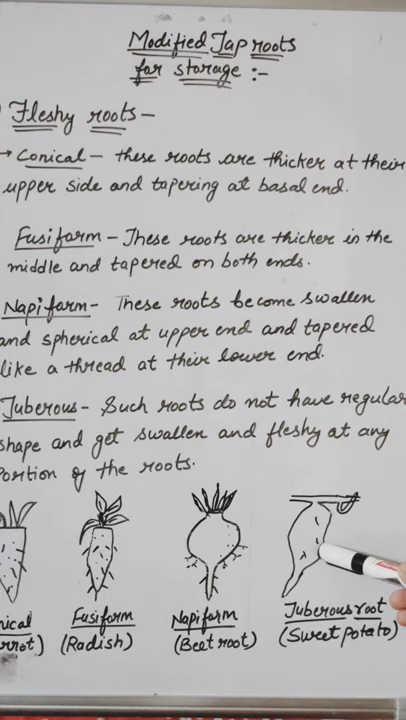 Modified Tap roots
for storage :-
Fleshy roots -
→ Conical - these roots are thicker at their
upper side and tapering at basal end.
Fusiform - These roots are thicker in the
middle and tapered on both ends.
Napiform - These roots become swallen
and spherical at upper end and tapered
like a thread at their lower end.
Tuberous - Such roots do not have regular
shape and get swallen and fleshy at any
portion of the roots.
nical Fusiform Napiform Tuberous root
rrot) (Radish) (Beet root) (Sweet potato)